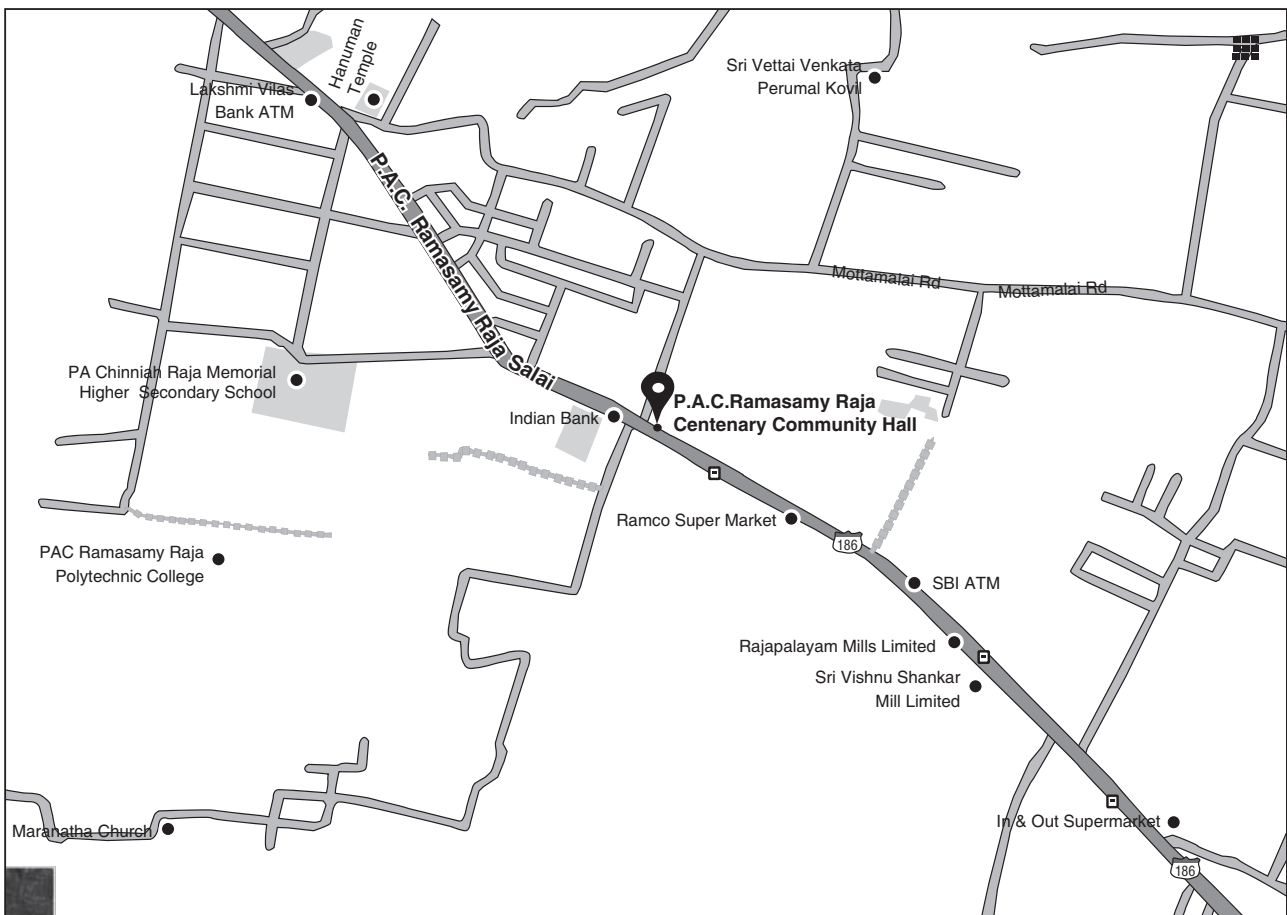 Hanuman
Temple
Lakshmi Vilas
Bank ATM
Sri Vettai Venkata
Perumal Kovil
P.A.C. Ramasamy Raja Salai
Mottamalai Rd
Mottamalai Rd
PA Chinniah Raja Memorial
Higher Secondary School
Indian Bank
P.A.C.Ramasamy Raja
Centenary Community Hall
Ramco Super Market
186
PAC Ramasamy Raja
Polytechnic College
SBI ATM
Rajapalayam Mills Limited
Sri Vishnu Shankar
Mill Limited
Maranatha Church
In & Out Supermarket
186